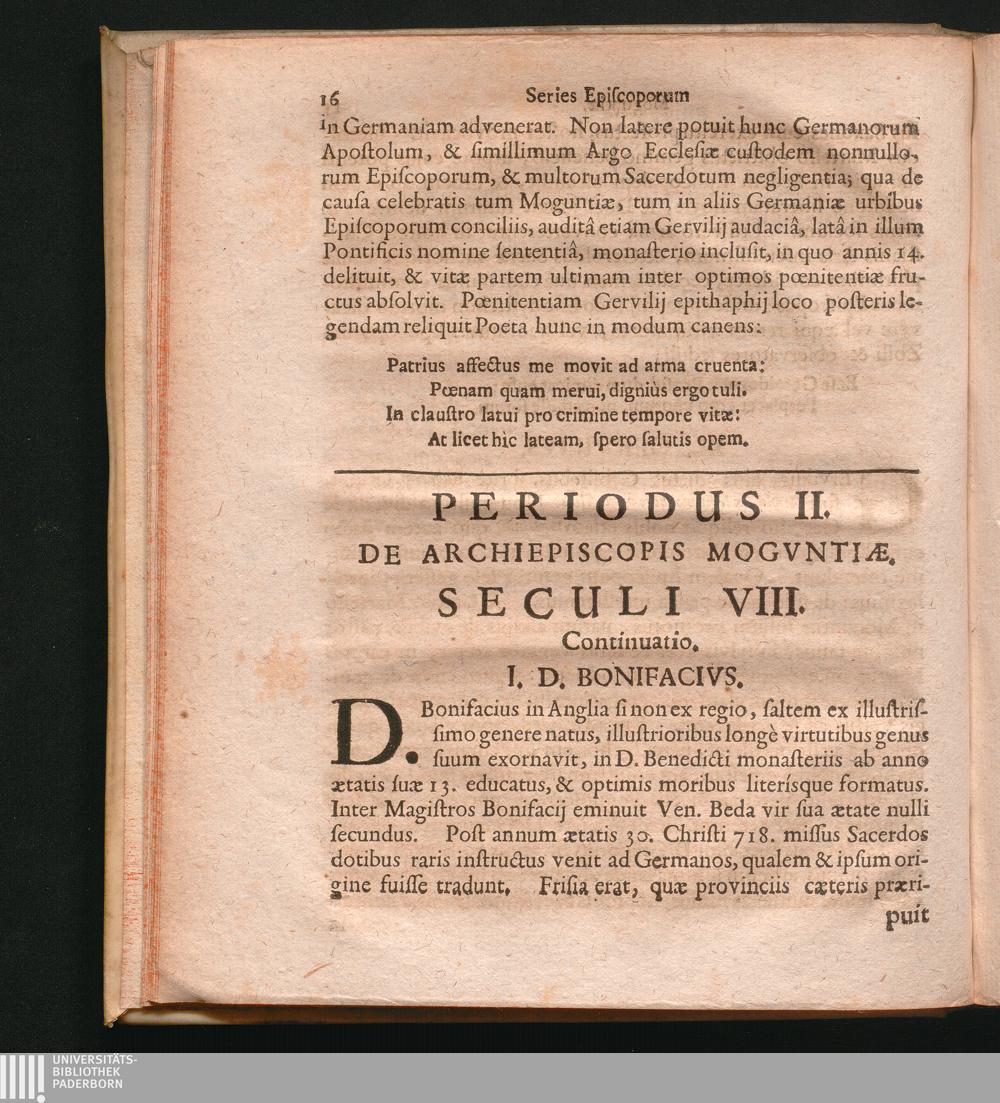 16 Series Epiſcoporum
in Germaniam advenerat. Non latere potuit hunc Germanorum
Apoſtolum, & ſimillimum Argo Eccleſiæ cuſtodem nonnullo-
rum Epiſcoporum, & multorum Sacerdotum negligentia; qua de
cauſa celebratis tum Moguntiæ, tum in aliis Germaniæ urbibus
Epiſcoporum conciliis, auditâ etiam Gervilij audaciâ, latâ in illum
Pontificis nomine ſententiâ, monaſterio incluſit, in quo annis 14.
delituit, & vitæ partem ultimam inter optimos pœnitentiæ fru-
ctus abſolvit. Pœnitentiam Gervilij epithaphij loco poſteris le-
gendam reliquit Poeta hunc in modum canens:
Patrius affectus me movit ad arma cruenta:
Pœnam quam merui, digniùs ergo tuli.
In clauſtro latui pro crimine tempore vitæ:
At licet hic lateam, ſpero ſalutis opem.
PERIODUS II.
DE ARCHIEPISCOPIS MOGVNTIÆ.
SECULI VIII.
Continuatio.
I. D. BONIFACIVS.
D. Bonifacius in Anglia ſi non ex regio, ſaltem ex illuſtriſ-
ſimo genere natus, illuſtrioribus longè virtutibus genus
ſuum exornavit, in D. Benedicti monaſteriis ab anno
ætatis ſuæ 13. educatus, & optimis moribus literísque formatus.
Inter Magiſtros Bonifacij eminuit Ven. Beda vir ſua ætate nulli
ſecundus. Poſt annum ætatis 30. Chriſti 718. miſſus Sacerdos
dotibus raris inſtructus venit ad Germanos, qualem & ipſum ori-
gine fuiſſe tradunt. Friſia erat, quæ provinciis cæteris præri-
puit
UNIVERSITÄTS-
BIBLIOTHEK
PADERBORN